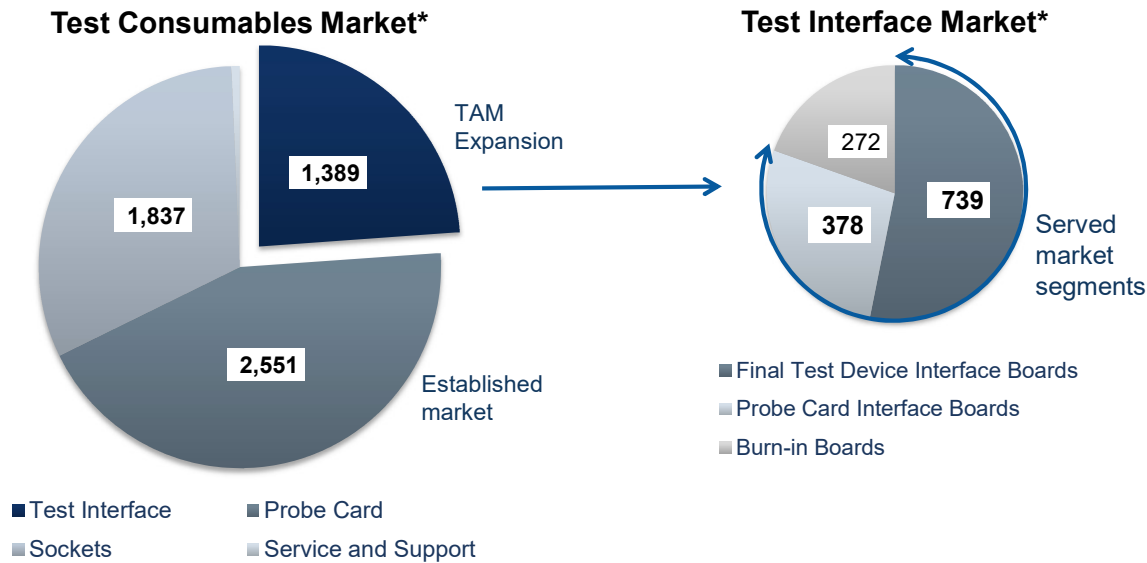 Test Consumables Market*
TAM
Expansion
1,389
1,837
2,551
Established
market
Test Interface
Probe Card
Sockets
Service and Support
Test Interface Market*
272
739
378
Served
market
segments
Final Test Device Interface Boards
Probe Card Interface Boards
Burn-in Boards